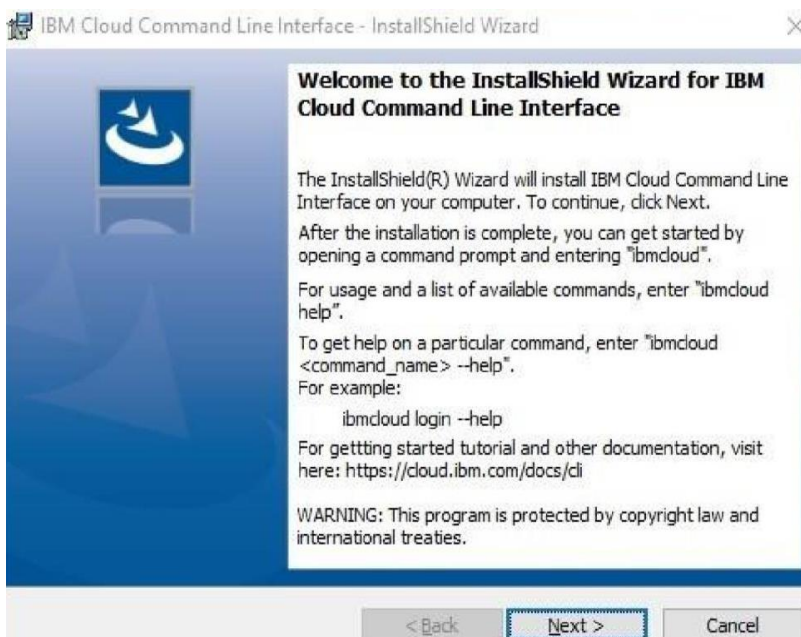 IBM Cloud Command Line Interface - InstallShield Wizard
Welcome to the InstallShield Wizard for IBM
Cloud Command Line Interface
The InstallShield(R) Wizard will install IBM Cloud Command Line
Interface on your computer. To continue, click Next.
After the installation is complete, you can get started by
opening a command prompt and entering "ibmcloud".
For usage and a list of available commands, enter "ibmcloud
help".
To get help on a particular command, enter "ibmcloud
<command_name> --help".
For example:
ibmcloud login --help
For gettting started tutorial and other documentation, visit
here: https://cloud.ibm.com/docs/cli
WARNING: This program is protected by copyright law and
international treaties.
< Back
Next >
Cancel